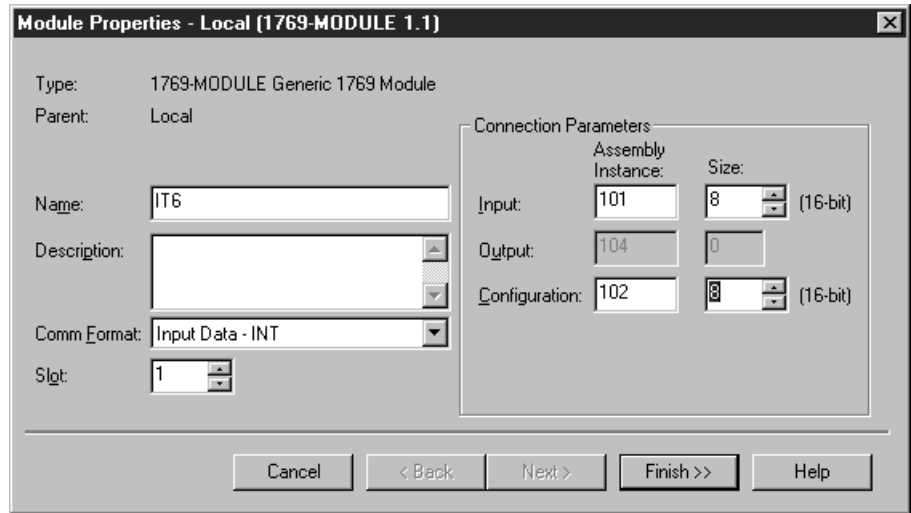 Module Properties - Local (1769-MODULE 1.1)
Type: 1769-MODULE Generic 1769 Module
Parent: Local
Name: IT6
Description:
Comm Format: Input Data - INT
Slot: 1
Connection Parameters
Assembly Instance: Size:
Input: 101 8 (16-bit)
Output: 104 0
Configuration: 102 8 (16-bit)
Cancel < Back Next > Finish >> Help